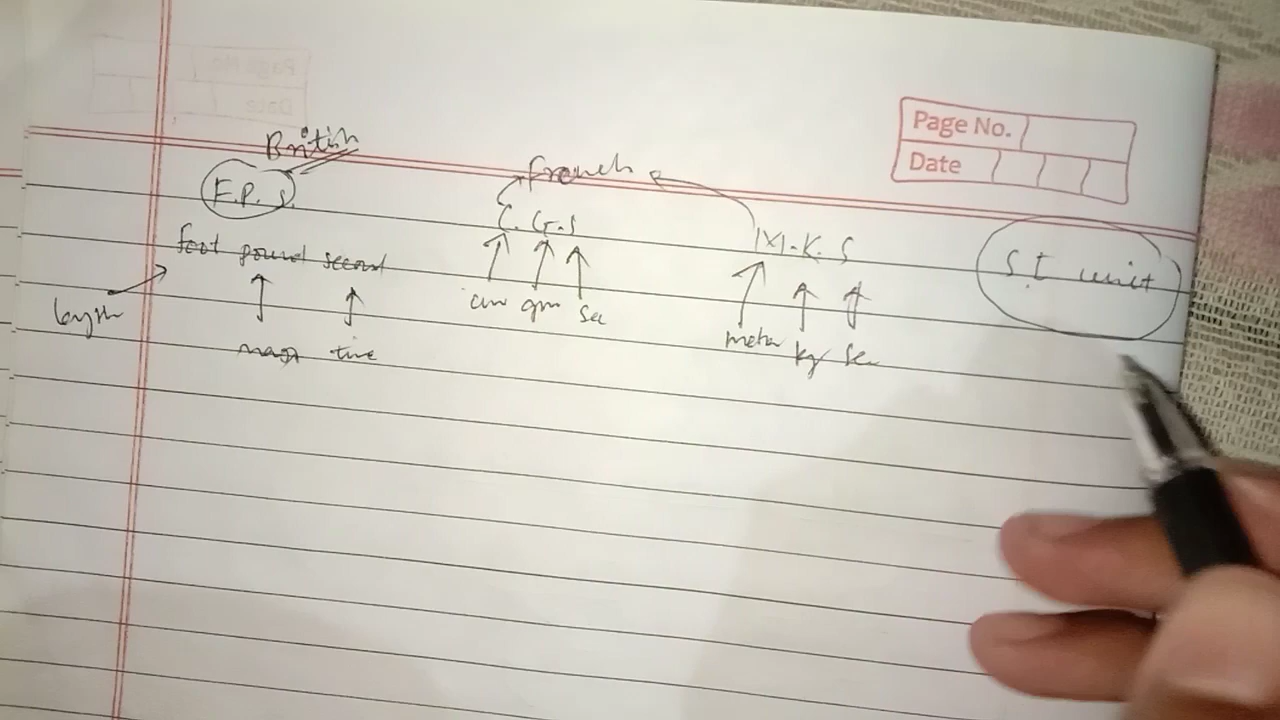 Page No.
Date
British
F.P.S.
french
C.G.S
M.K.S
S I unit
foot pound second
length
mass time
cm gm sec
meter kg sec